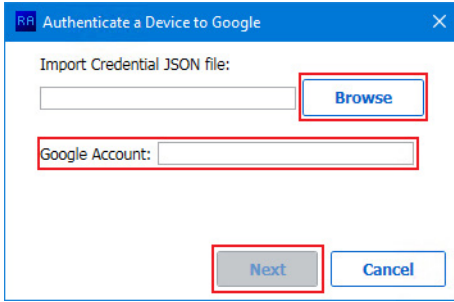 RA Authenticate a Device to Google
Import Credential JSON file:
Browse
Google Account:
Next Cancel